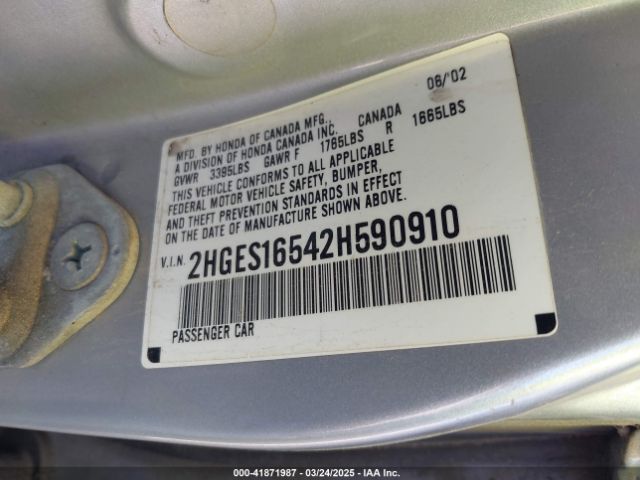 06/'02
MFD. BY HONDA OF CANADA MFG.,
A DIVISION OF HONDA CANADA INC. CANADA
GVWR 3395LBS GAWR F 1765LBS R 1665LBS
THIS VEHICLE CONFORMS TO ALL APPLICABLE
FEDERAL MOTOR VEHICLE SAFETY, BUMPER,
AND THEFT PREVENTION STANDARDS IN EFFECT
ON THE DATE OF MANUFACTURE SHOWN ABOVE.
V.I.N. 2HGES16542H590910
PASSENGER CAR
© 41871987 - 03/24/2025 - IAA Inc.